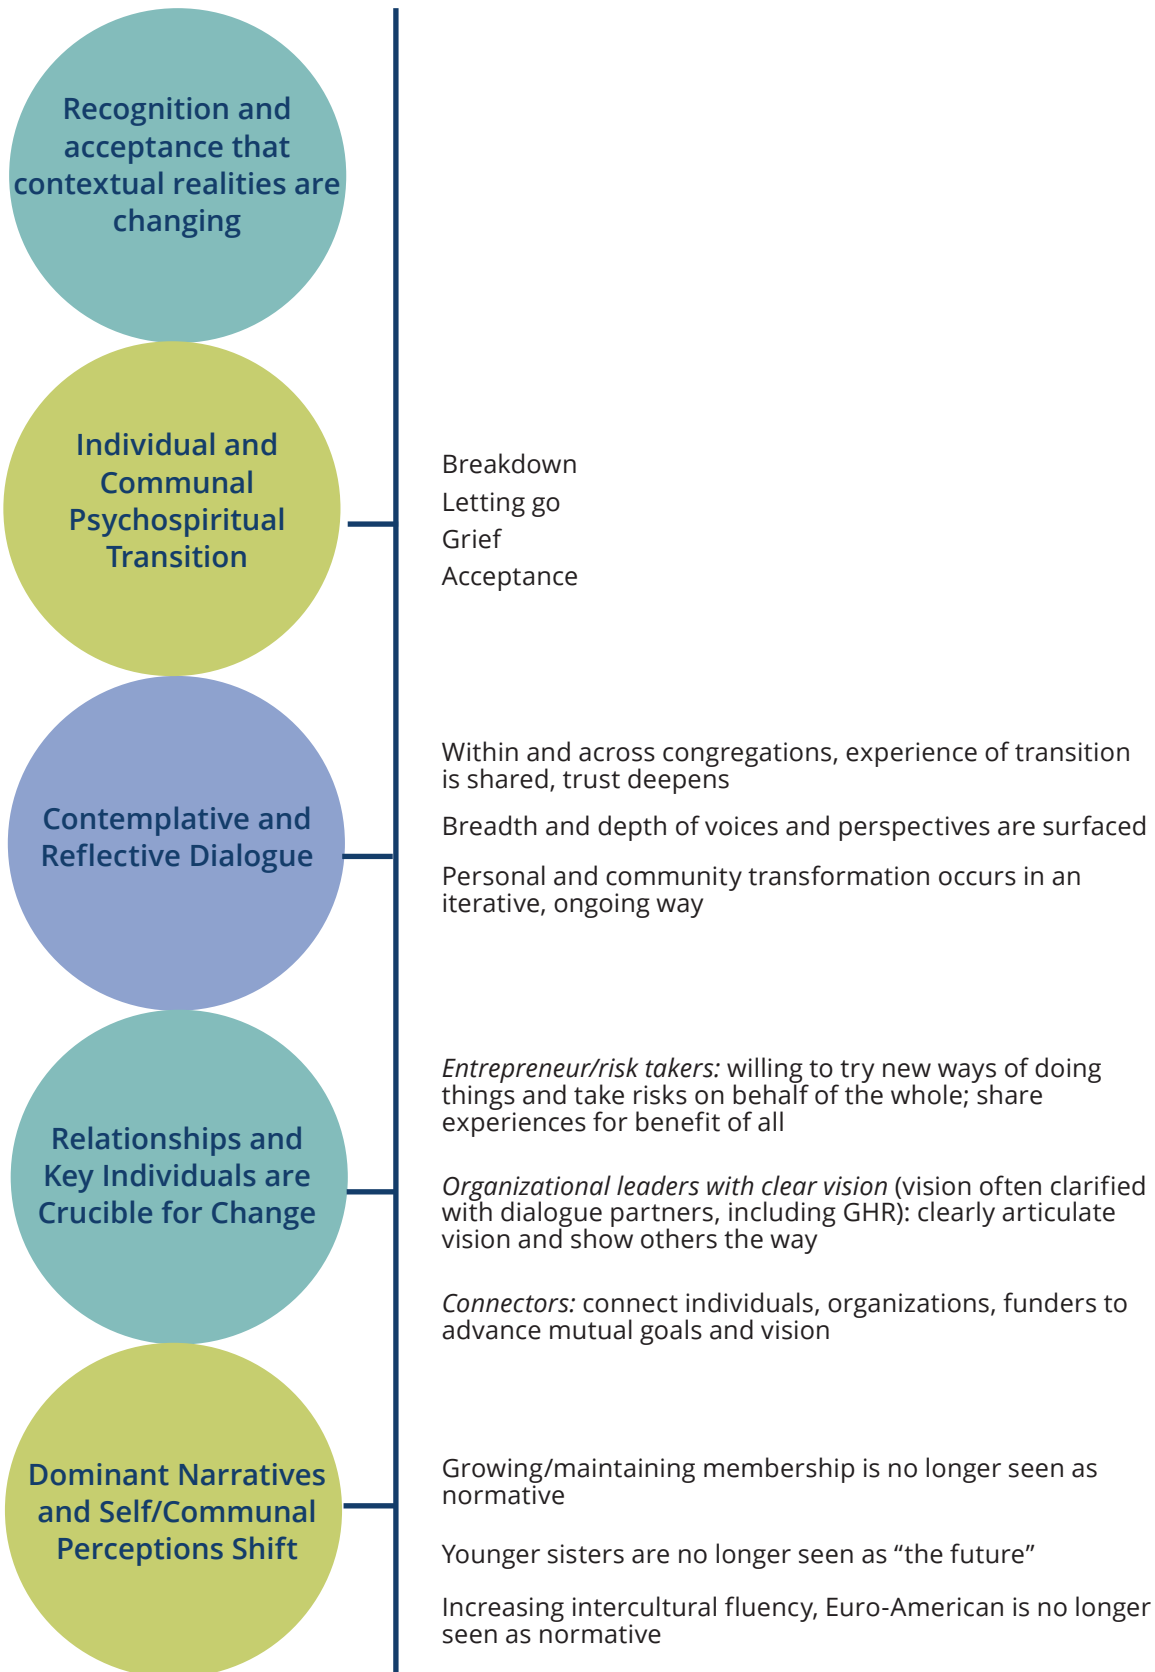 Recognition and
acceptance that
contextual realities are
changing
Individual and
Communal
Psychospiritual
Transition
Breakdown
Letting go
Grief
Acceptance
Contemplative and
Reflective Dialogue
Within and across congregations, experience of transition
is shared, trust deepens
Breadth and depth of voices and perspectives are surfaced
Personal and community transformation occurs in an
iterative, ongoing way
Relationships and
Key Individuals are
Crucible for Change
Entrepreneur/risk takers: willing to try new ways of doing
things and take risks on behalf of the whole; share
experiences for benefit of all
Organizational leaders with clear vision (vision often clarified
with dialogue partners, including GHR): clearly articulate
vision and show others the way
Connectors: connect individuals, organizations, funders to
advance mutual goals and vision
Dominant Narratives
and Self/Communal
Perceptions Shift
Growing/maintaining membership is no longer seen as
normative
Younger sisters are no longer seen as “the future”
Increasing intercultural fluency, Euro-American is no longer
seen as normative